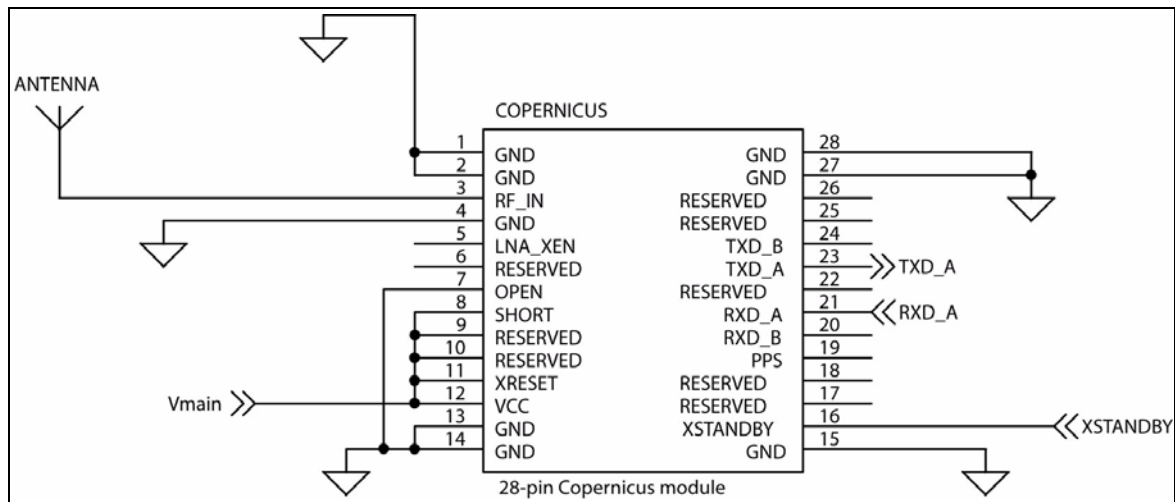 ANTENNA
COPERNICUS
1 GND
2 GND
3 RF_IN
4 GND
5 LNA_XEN
6 RESERVED
7 OPEN
8 SHORT
9 RESERVED
10 RESERVED
11 XRESET
12 VCC
13 GND
14 GND
Vmain
GND 28
GND 27
RESERVED 26
RESERVED 25
TXD_B 24
TXD_A 23 TXD_A
RESERVED 22
RXD_A 21 RXD_A
RXD_B 20
PPS 19
RESERVED 18
RESERVED 17
XSTANDBY 16 XSTANDBY
GND 15
28-pin Copernicus module